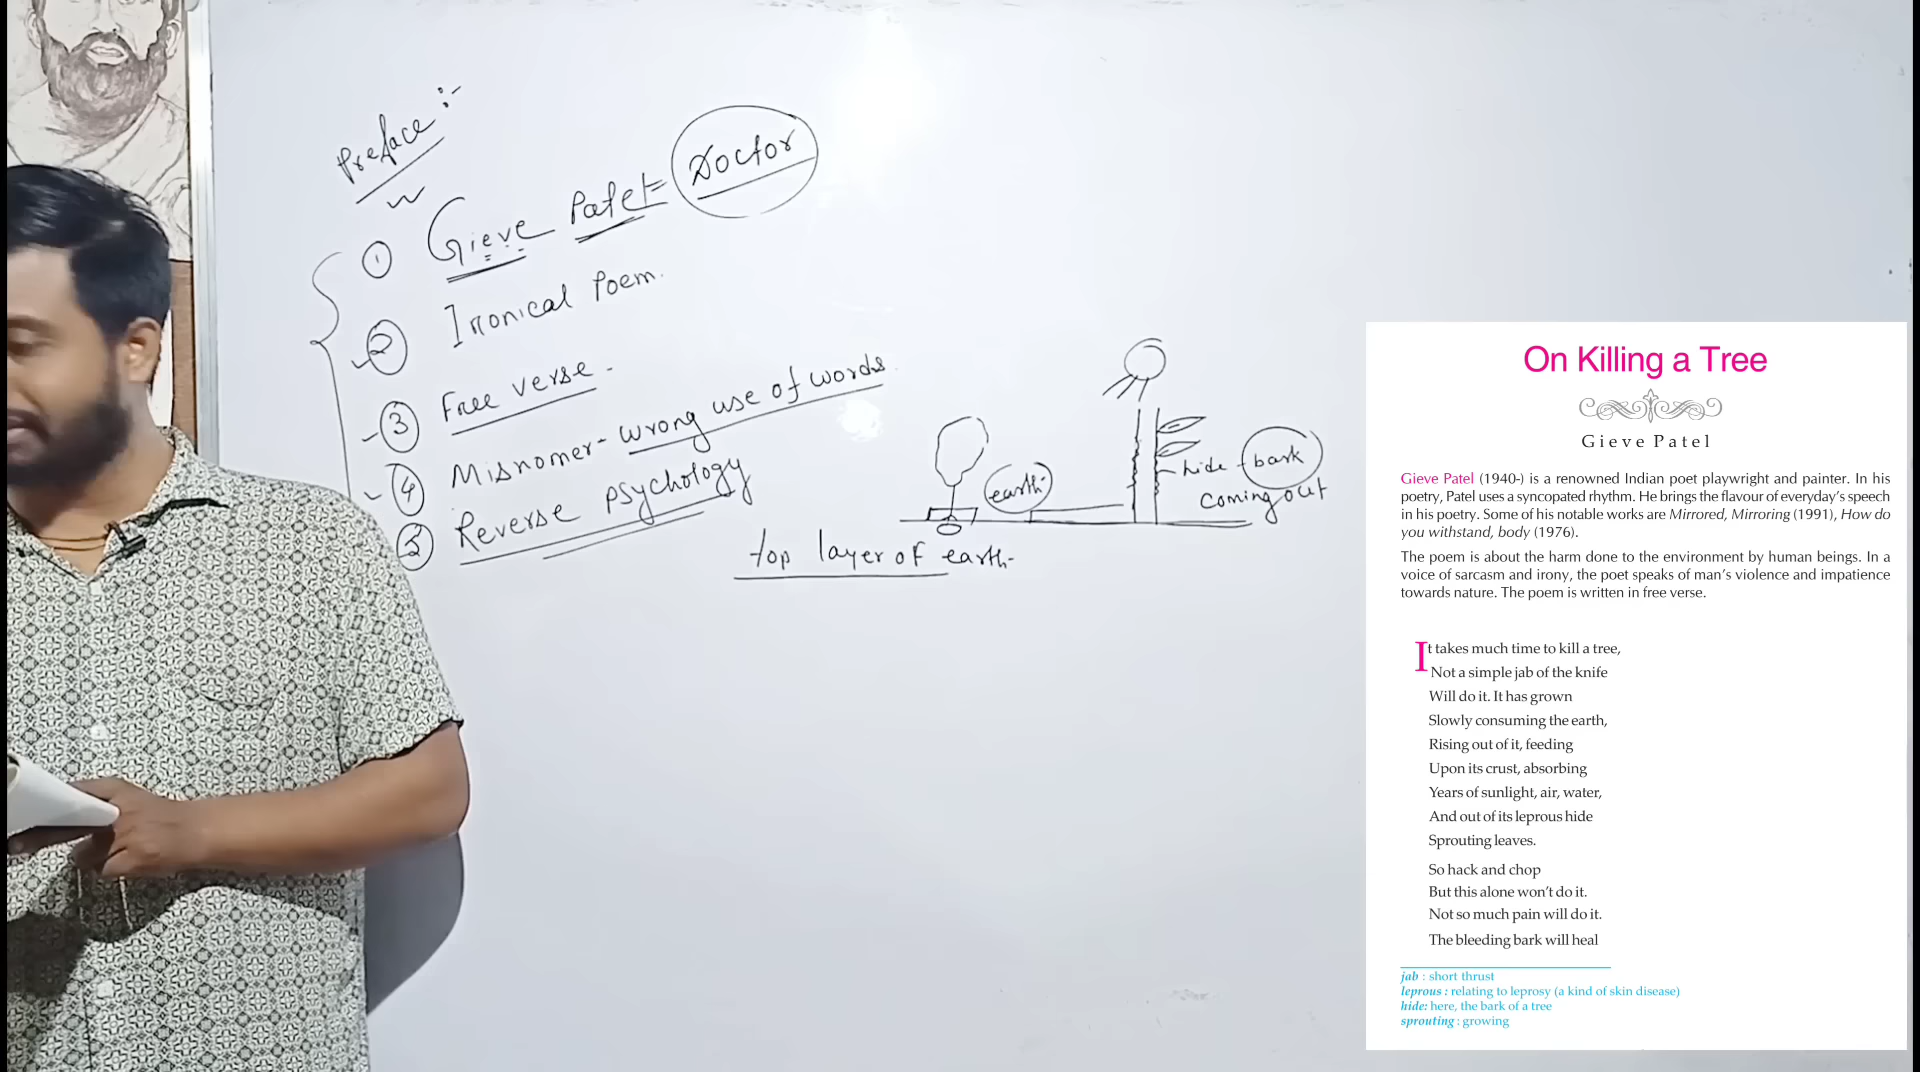 Preface :-
① Gieve Patel = Doctor
② Ironical Poem.
③ Free verse -
④ Misnomer - wrong use of words
⑤ Reverse psychology
earth-
hide - bark
coming out
top layer of earth-
On Killing a Tree
Gieve Patel
Gieve Patel (1940-) is a renowned Indian poet playwright and painter. In his
poetry, Patel uses a syncopated rhythm. He brings the flavour of everyday's speech
in his poetry. Some of his notable works are Mirrored, Mirroring (1991), How do
you withstand, body (1976).
The poem is about the harm done to the environment by human beings. In a
voice of sarcasm and irony, the poet speaks of man's violence and impatience
towards nature. The poem is written in free verse.
It takes much time to kill a tree,
Not a simple jab of the knife
Will do it. It has grown
Slowly consuming the earth,
Rising out of it, feeding
Upon its crust, absorbing
Years of sunlight, air, water,
And out of its leprous hide
Sprouting leaves.
So hack and chop
But this alone won't do it.
Not so much pain will do it.
The bleeding bark will heal
jab : short thrust
leprous : relating to leprosy (a kind of skin disease)
hide: here, the bark of a tree
sprouting : growing